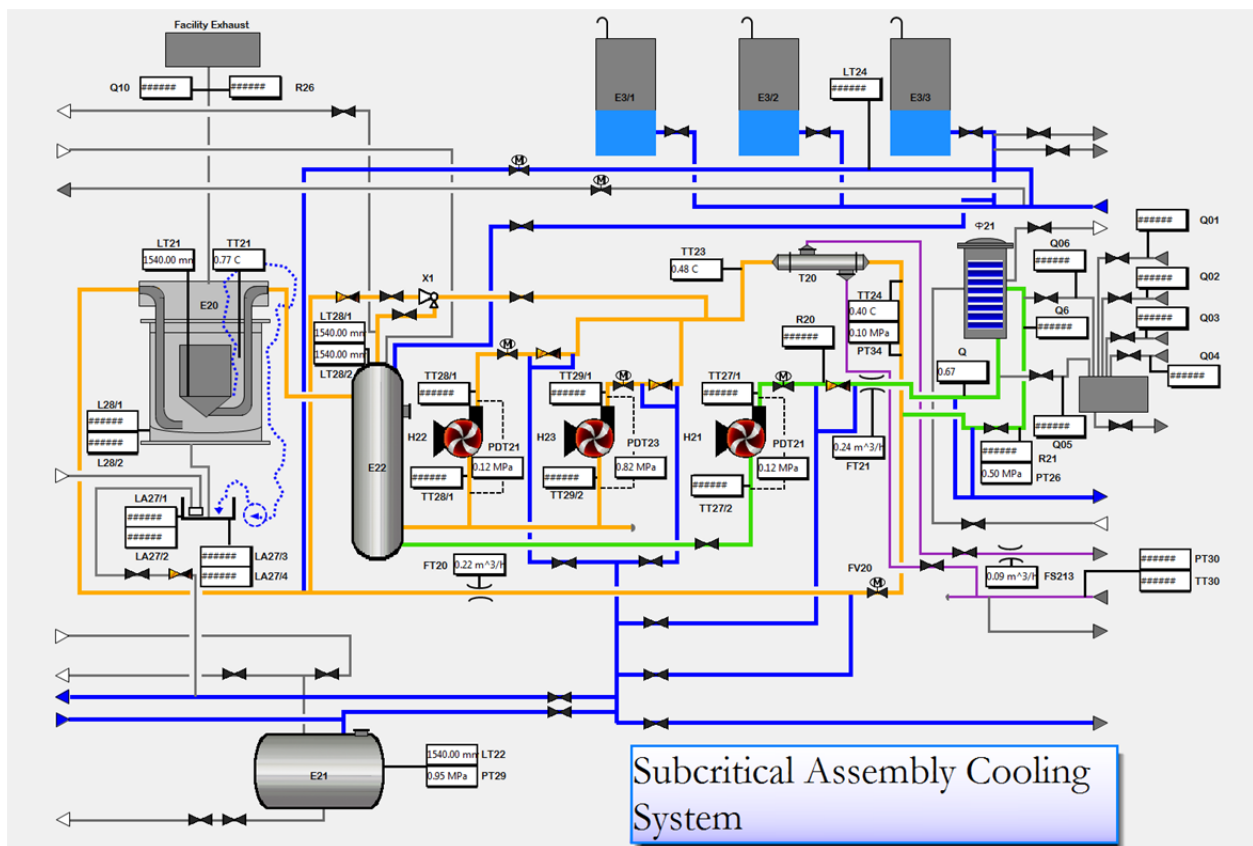 Facility Exhaust
Q10
######
######
R26
LT24
######
E3/1
E3/2
E3/3
M
M
LT21
TT21
1540.00 mm
0.77 C
E20
X1
TT23
0.48 C
T20
Φ21
Q01
######
Q06
######
Q02
######
Q03
######
Q6
######
Q04
######
TT24
0.40 C
0.10 MPa
PT34
R20
######
LT28/1
1540.00 mm
1540.00 mm
LT28/2
M
TT28/1
######
TT29/1
######
M
TT27/1
######
M
Q
0.67
L28/1
######
######
L28/2
H22
PDT21
0.12 MPa
H23
PDT23
0.82 MPa
H21
PDT21
0.12 MPa
0.24 m^3/H
FT21
######
Q05
######
R21
0.50 MPa
PT26
E22
######
TT28/1
######
TT29/2
######
TT27/2
LA27/1
######
######
LA27/2
######
LA27/3
######
LA27/4
FT20
0.22 m^3/H
FV20
M
0.09 m^3/H
FS213
######
PT30
######
TT30
E21
1540.00 mm
LT22
0.95 MPa
PT29
Subcritical Assembly Cooling
System